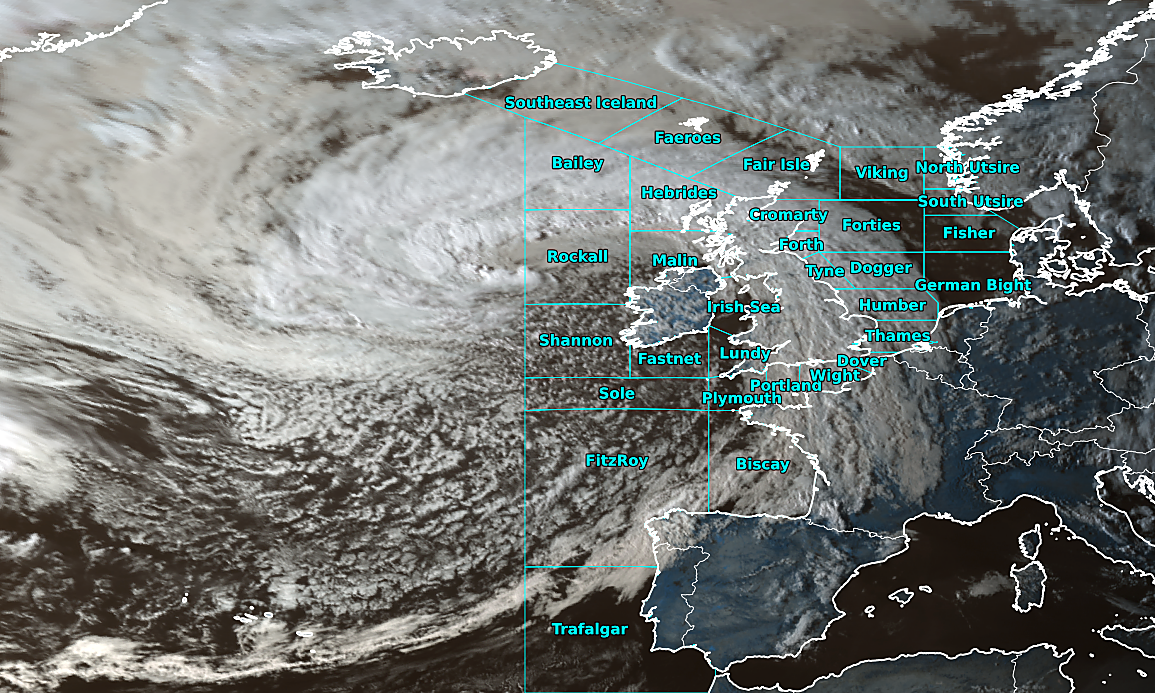 Southeast Iceland
Faeroes
Bailey
Fair Isle
Viking
North Utsire
Hebrides
South Utsire
Cromarty
Forties
Fisher
Forth
Rockall
Malin
Tyne
Dogger
German Bight
Irish Sea
Humber
Shannon
Thames
Fastnet
Lundy
Dover
Wight
Portland
Sole
Plymouth
FitzRoy
Biscay
Trafalgar